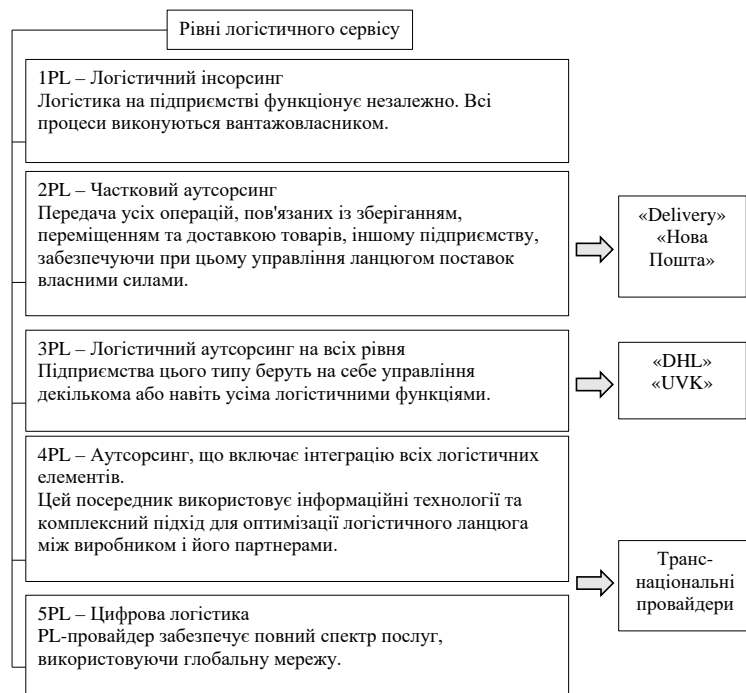 Рівні логістичного сервісу
1PL – Логістичний інсорсинг
Логістика на підприємстві функціонує незалежно. Всі
процеси виконуються вантажовласником.
2PL – Частковий аутсорсинг
Передача усіх операцій, пов'язаних із зберіганням,
переміщенням та доставкою товарів, іншому підприємству,
забезпечуючи при цьому управління ланцюгом поставок
власними силами.
«Delivery»
«Нова
Пошта»
3PL – Логістичний аутсорсинг на всіх рівня
Підприємства цього типу беруть на себе управління
декількома або навіть усіма логістичними функціями.
«DHL»
«UVK»
4PL – Аутсорсинг, що включає інтеграцію всіх логістичних
елементів.
Цей посередник використовує інформаційні технології та
комплексний підхід для оптимізації логістичного ланцюга
між виробником і його партнерами.
Транс-
національні
провайдери
5PL – Цифрова логістика
PL-провайдер забезпечує повний спектр послуг,
використовуючи глобальну мережу.